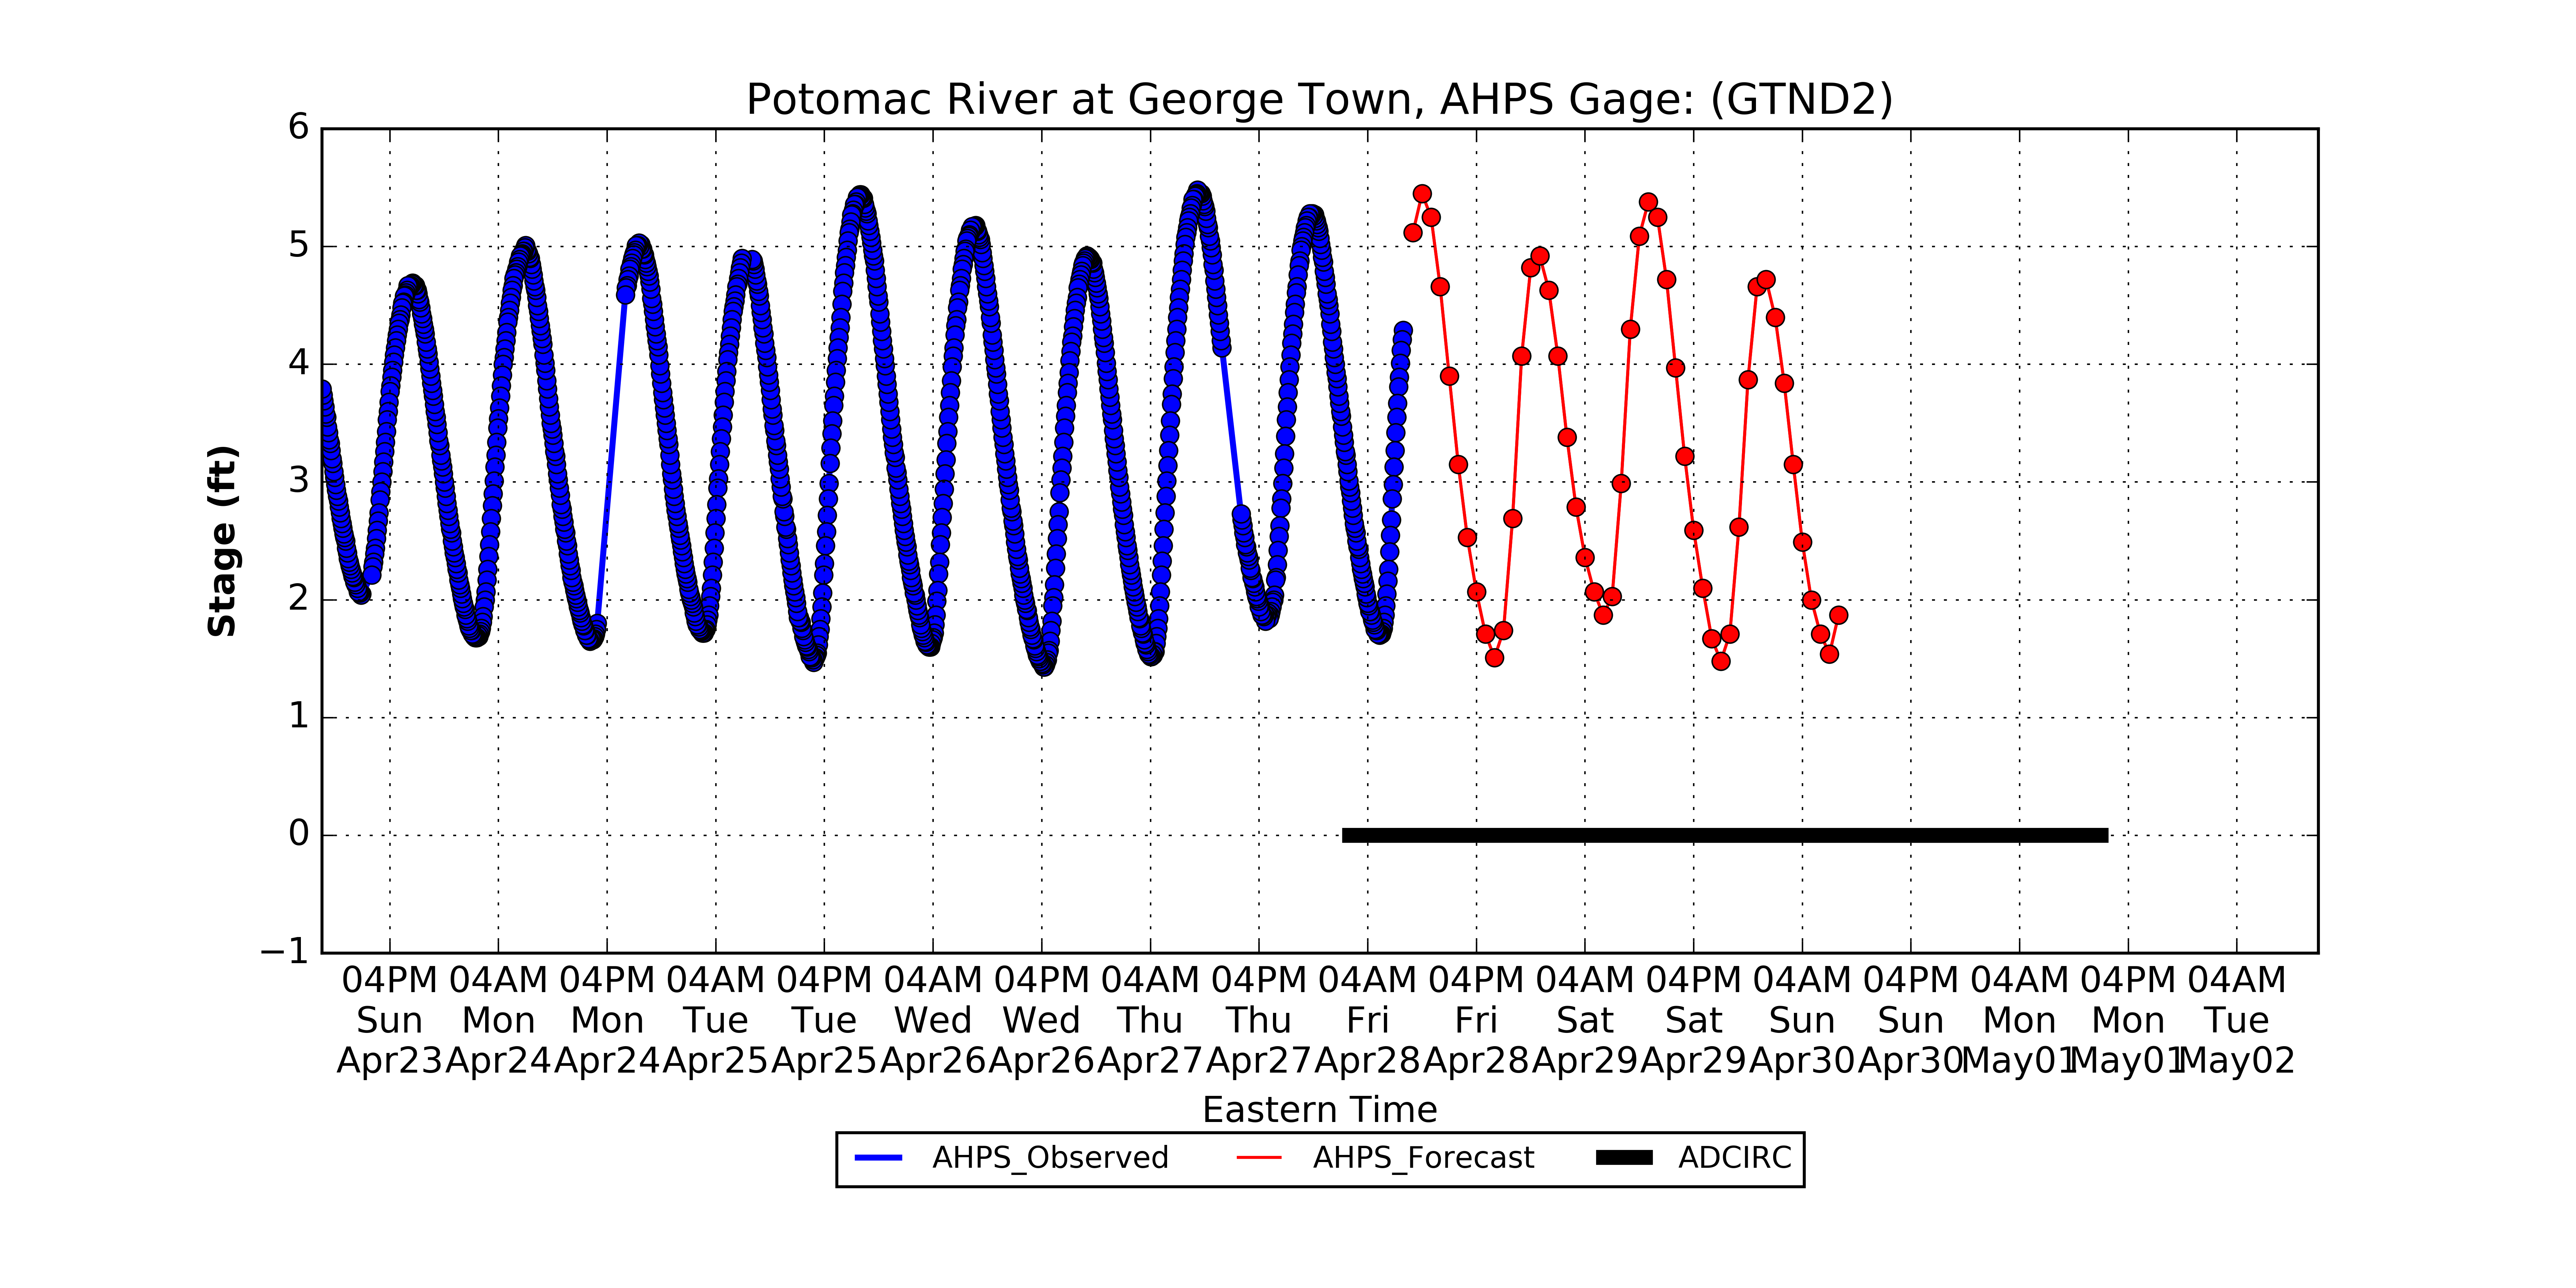 Potomac River at George Town, AHPS Gage: (GTND2)
6
5
4
3
2
1
0
−1
Stage (ft)
04PM 04AM 04PM 04AM 04PM 04AM 04PM 04AM 04PM 04AM 04PM 04AM 04PM 04AM 04PM 04AM 04PM 04AM
Sun Mon Mon Tue Tue Wed Wed Thu Thu Fri Fri Sat Sat Sun Sun Mon Mon Tue
Apr23 Apr24 Apr24 Apr25 Apr25 Apr26 Apr26 Apr27 Apr27 Apr28 Apr28 Apr29 Apr29 Apr30 Apr30 May01 May01 May02
Eastern Time
AHPS_Observed AHPS_Forecast ADCIRC